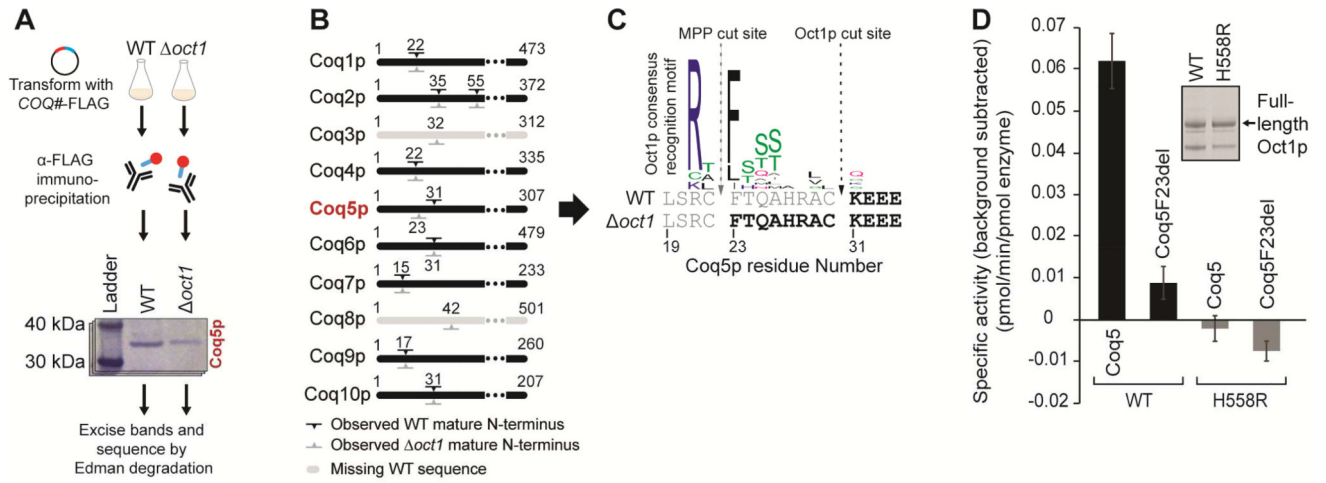 A
WT Δoct1
Transform with
COQ#-FLAG
α-FLAG
immuno-
precipitation
Ladder
WT
Δoct1
40 kDa
30 kDa
Coq5p
Excise bands and
sequence by
Edman degradation
B
1 22 473
Coq1p
1 35 55 372
Coq2p
1 32 312
Coq3p
1 22 335
Coq4p
1 31 307
Coq5p
23
1 479
Coq6p
31
1 15 233
Coq7p
1 42 501
Coq8p
1 17 260
Coq9p
1 31 207
Coq10p
Observed WT mature N-terminus
Observed Δoct1 mature N-terminus
Missing WT sequence
C
MPP cut site Oct1p cut site
Oct1p consensus
recognition motif
WT LSRC FTQAHRAC KEEE
Δoct1 LSRC FTQAHRAC KEEE
19 23 31
Coq5p residue Number
D
Specific activity (background subtracted)
(pmol/min/pmol enzyme)
0.07
0.06
0.05
0.04
0.03
0.02
0.01
0
-0.01
-0.02
WT
H558R
Full-
length
Oct1p
Coq5
Coq5F23del
Coq5
Coq5F23del
WT H558R